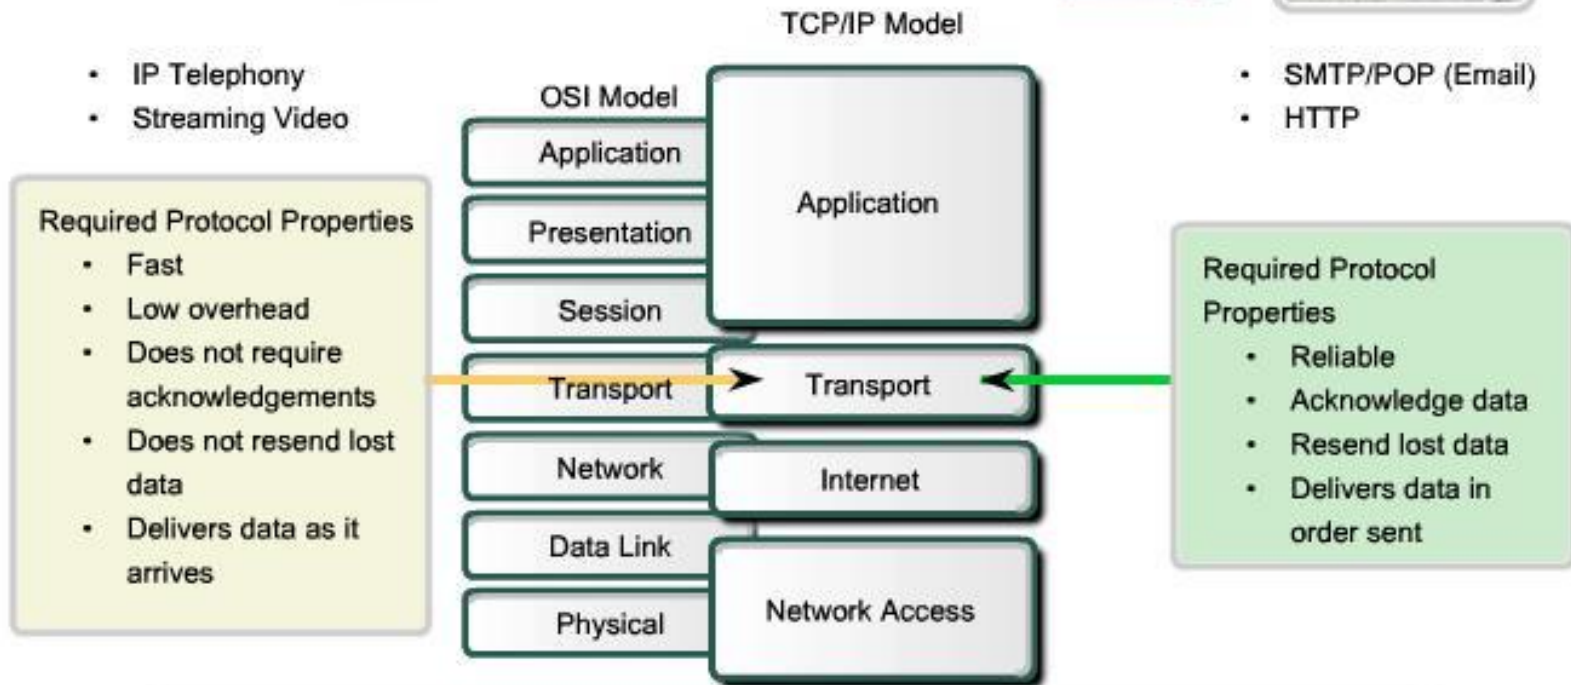 TCP/IP Model
• IP Telephony
• Streaming Video
OSI Model
• SMTP/POP (Email)
• HTTP
Required Protocol Properties
• Fast
• Low overhead
• Does not require
acknowledgements
• Does not resend lost
data
• Delivers data as it
arrives
Application
Presentation
Session
Transport
Network
Data Link
Physical
Application
Transport
Internet
Network Access
Required Protocol
Properties
• Reliable
• Acknowledge data
• Resend lost data
• Delivers data in
order sent